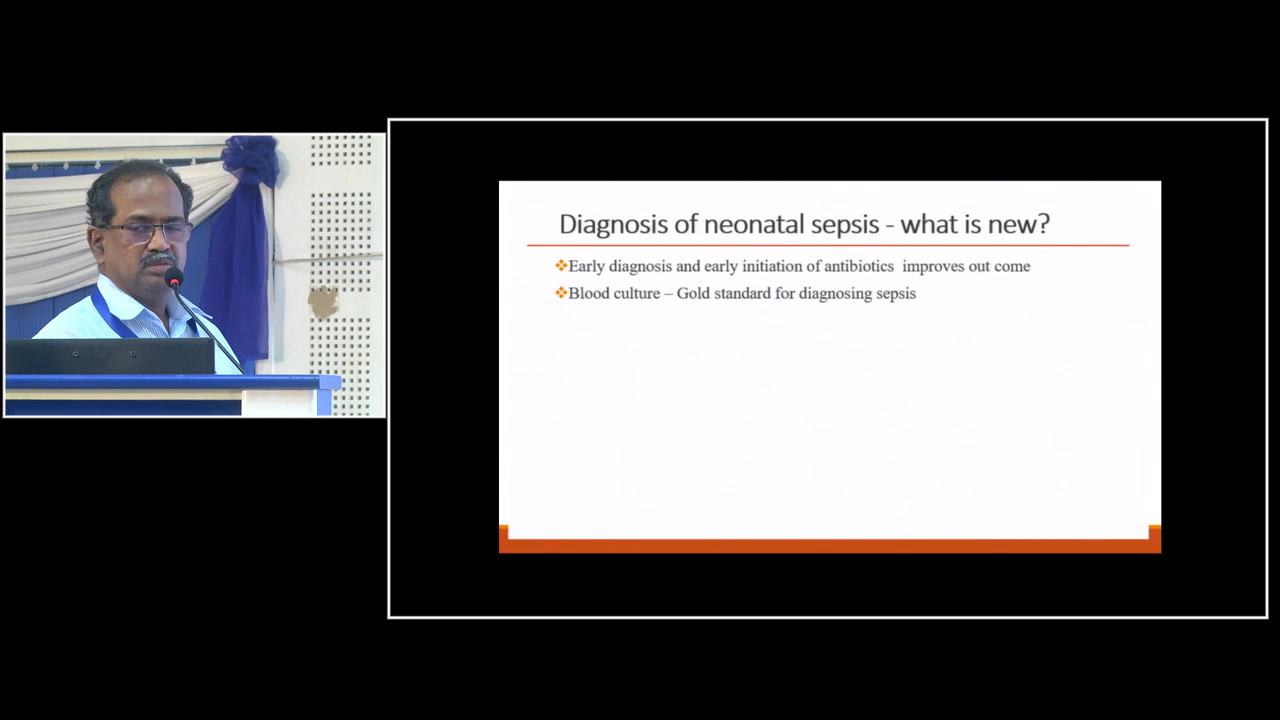 Diagnosis of neonatal sepsis - what is new?
❖Early diagnosis and early initiation of antibiotics improves out come
❖Blood culture – Gold standard for diagnosing sepsis